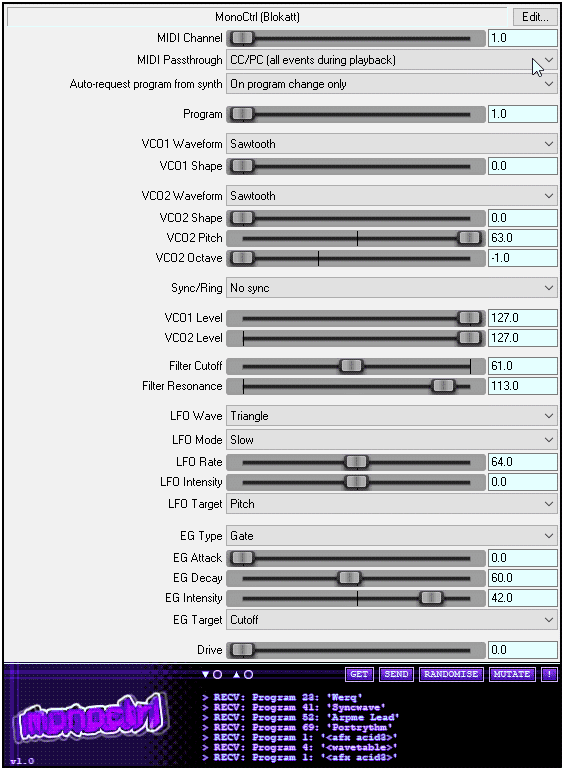 MonoCtrl (Blokatt) Edit...
MIDI Channel 1.0
MIDI Passthrough CC/PC (all events during playback)
Auto-request program from synth On program change only
Program 1.0
VCO1 Waveform Sawtooth
VCO1 Shape 0.0
VCO2 Waveform Sawtooth
VCO2 Shape 0.0
VCO2 Pitch 63.0
VCO2 Octave -1.0
Sync/Ring No sync
VCO1 Level 127.0
VCO2 Level 127.0
Filter Cutoff 61.0
Filter Resonance 113.0
LFO Wave Triangle
LFO Mode Slow
LFO Rate 64.0
LFO Intensity 0.0
LFO Target Pitch
EG Type Gate
EG Attack 0.0
EG Decay 60.0
EG Intensity 42.0
EG Target Cutoff
Drive 0.0
GET SEND RANDOMISE MUTATE !
> RECV: Program 23: 'Werq'
> RECV: Program 41: 'Syncwave'
> RECV: Program 52: 'Arpme Lead'
> RECV: Program 69: 'Portrythm'
> RECV: Program 1: '<afx acid3>'
> RECV: Program 4: '<wavetable>'
> RECV: Program 1: '<afx acid3>'
monoctrl
v1.0